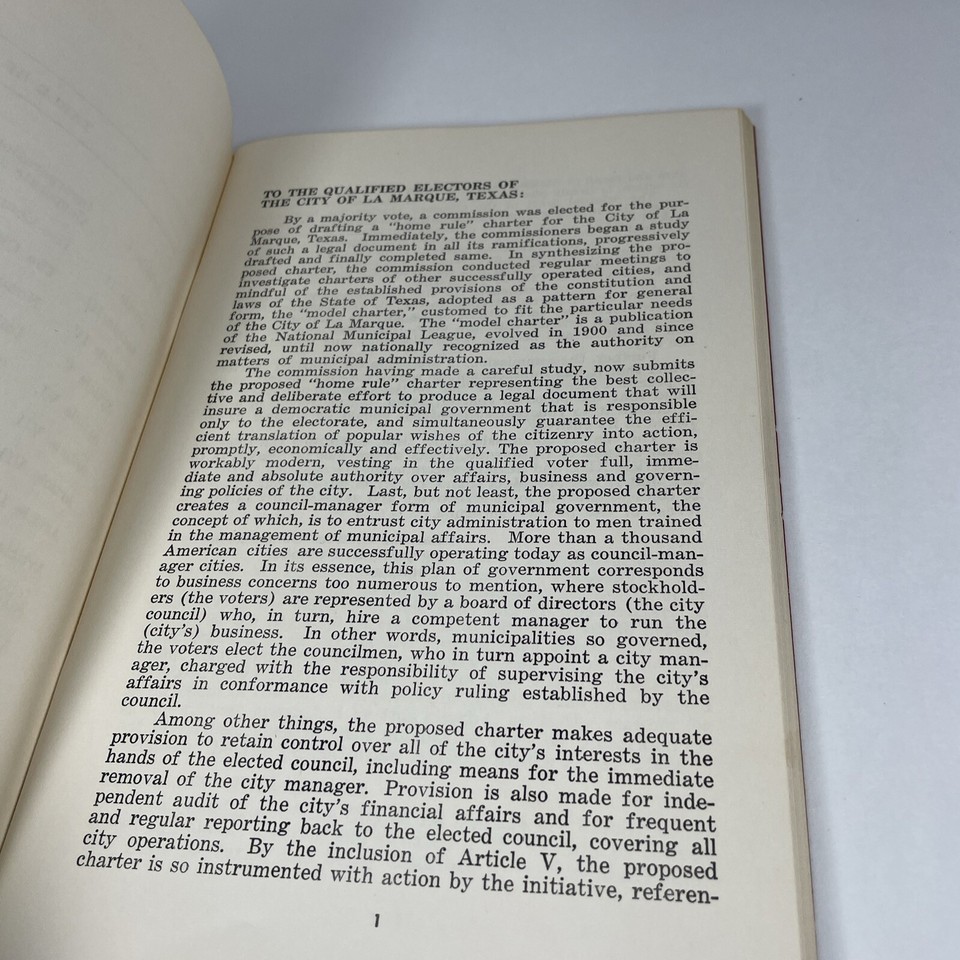 TO THE QUALIFIED ELECTORS OF
THE CITY OF LA MARQUE, TEXAS:
By a majority vote, a commission was elected for the pur-
pose of drafting a "home rule" charter for the City of La
Marque, Texas. Immediately, the commissioners began a study
of such a legal document in all its ramifications, progressively
drafted and finally completed same. In synthesizing the pro-
posed charter, the commission conducted regular meetings to
investigate charters of other successfully operated cities, and
mindful of the established provisions of the constitution and
laws of the State of Texas, adopted as a pattern for general
form, the "model charter," customed to fit the particular needs
of the City of La Marque. The "model charter" is a publication
of the National Municipal League, evolved in 1900 and since
revised, until now nationally recognized as the authority on
matters of municipal administration.
The commission having made a careful study, now submits
the proposed "home rule" charter representing the best collec-
tive and deliberate effort to produce a legal document that will
insure a democratic municipal government that is responsible
only to the electorate, and simultaneously guarantee the effi-
cient translation of popular wishes of the citizenry into action,
promptly, economically and effectively. The proposed charter is
workably modern, vesting in the qualified voter full, imme-
diate and absolute authority over affairs, business and govern-
ing policies of the city. Last, but not least, the proposed charter
creates a council-manager form of municipal government, the
concept of which, is to entrust city administration to men trained
in the management of municipal affairs. More than a thousand
American cities are successfully operating today as council-man-
ager cities. In its essence, this plan of government corresponds
to business concerns too numerous to mention, where stockhold-
ers (the voters) are represented by a board of directors (the city
council) who, in turn, hire a competent manager to run the
(city's) business. In other words, municipalities so governed,
the voters elect the councilmen, who in turn appoint a city man-
ager, charged with the responsibility of supervising the city's
affairs in conformance with policy ruling established by the
council.
Among other things, the proposed charter makes adequate
provision to retain control over all of the city's interests in the
hands of the elected council, including means for the immediate
removal of the city manager. Provision is also made for inde-
pendent audit of the city's financial affairs and for frequent
and regular reporting back to the elected council, covering all
city operations. By the inclusion of Article V, the proposed
charter is so instrumented with action by the initiative, referen-
1